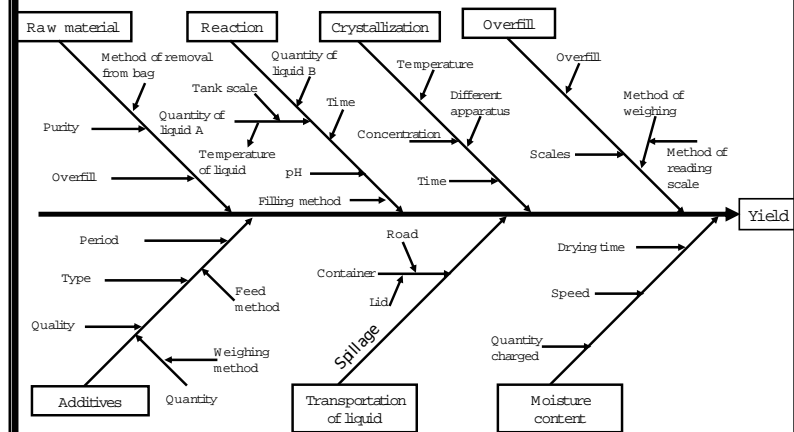 Raw material
Reaction
Crystallization
Overfill
Method of removal
from bag
Purity
Overfill
Quantity of
liquid B
Tank scale
Quantity of
liquid A
Temperature
of liquid
Time
pH
Filling method
Temperature
Different
apparatus
Concentration
Time
Overfill
Method of
weighing
Scales
Method of
reading
scale
Yield
Period
Type
Quality
Feed
method
Weighing
method
Quantity
Additives
Road
Container
Lid
Spillage
Transportation
of liquid
Drying time
Speed
Quantity
charged
Moisture
content